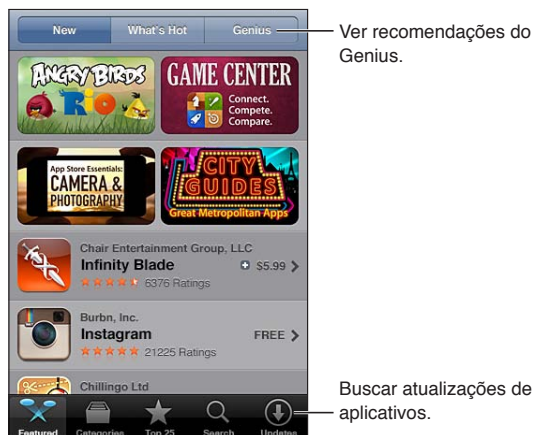 New What's Hot Genius
Ver recomendações do
Genius.
ANGRY BIRDS
RIO
GAME CENTER
Connect.
Compete.
Compare.
App Store Essentials:
CAMERA &
PHOTOGRAPHY
CITY
GUIDES
Great Metropolitan Apps
Chair Entertainment Group, LLC
Infinity Blade
$5.99
6376 Ratings
Burbn, Inc.
Instagram
FREE
21225 Ratings
Chillingo Ltd
Buscar atualizações de
aplicativos.
Featured Categories Top 25 Search Updates